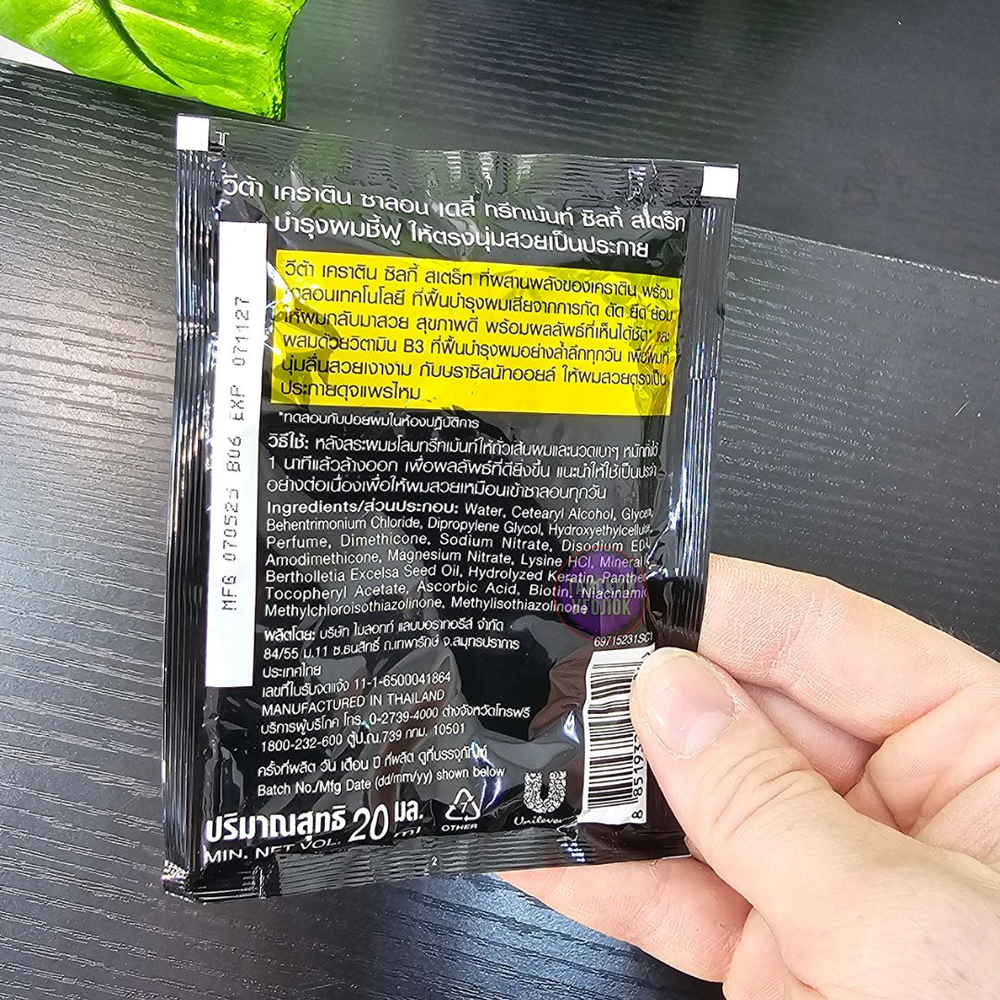 วีต้า เคราติน ซาลอน เดลี่ ทรีทเม้นท์ ซิลกี้ สเตร็ท
บำรุงผมชี้ฟู ให้ตรงนุ่มสวยเป็นประกาย
วีต้า เคราติน ซิลกี้ สเตร็ท ที่ผสานพลังของเคราติน พร้อม
เทคโนโลยี ที่ฟื้นบำรุงผมเสียจากการกัด ดัด ยืด ย้อม
ให้ผมกลับมาสวย สุขภาพดี พร้อมผลลัพธ์ที่เห็นได้ชัด* และ
ผสมด้วยวิตามิน B3 ที่ฟื้นบำรุงผมอย่างล้ำลึกทุกวัน เพื่อผมที่
นุ่มลื่นสวยเงางาม กับบราซิลนัทออยล์ ให้ผมสวยตรงเป็น
ประกายดุจแพรไหม
*ทดสอบกับปอยผมในห้องปฏิบัติการ
วิธีใช้: หลังสระผมชโลมทรีทเม้นท์ให้ทั่วเส้นผมและนวดเบาๆ หมักทิ้งไว้
1 นาทีแล้วล้างออก เพื่อผลลัพธ์ที่ดียิ่งขึ้น แนะนำให้ใช้เป็นประจำ
อย่างต่อเนื่องเพื่อให้ผมสวยเหมือนเข้าซาลอนทุกวัน
Ingredients/ส่วนประกอบ: Water, Cetearyl Alcohol,
Behentrimonium Chloride, Dipropylene Glycol,
Perfume, Dimethicone, Sodium Nitrate, Disodium
Amodimethicone, Magnesium Nitrate, Lysine HCl, Mineral
Bertholletia Excelsa Seed Oil, Hydrolyzed Keratin,
Tocopheryl Acetate, Ascorbic Acid, Biotin,
Methylchloroisothiazolinone, Methylisothiazolinone
69715231SC1
ผลิตโดย: บริษัท ไมลอทท์ แลบบอราทอรีส์ จำกัด
84/55 ม.11 ซ.ธนสิทธิ์ ถ.เทพารักษ์ จ.สมุทรปราการ
ประเทศไทย
เลขที่ใบรับจดแจ้ง 11-1-6500041864
MANUFACTURED IN THAILAND
บริการผู้บริโภค โทร. 0-2739-4000 ต่างจังหวัดโทรฟรี
1800-232-600 ตู้ ป.ณ.739 กทม. 10501
ครั้งที่ผลิต วัน เดือน ปี ที่ผลิต ดูที่บรรจุภัณฑ์
Batch No./Mfg Date (dd/mm/yy) shown below
ปริมาณสุทธิ 20 มล.
MIN. NET VOL. ml
OTHER
Unilever
2
MFG 070525 B06 EXP 071127